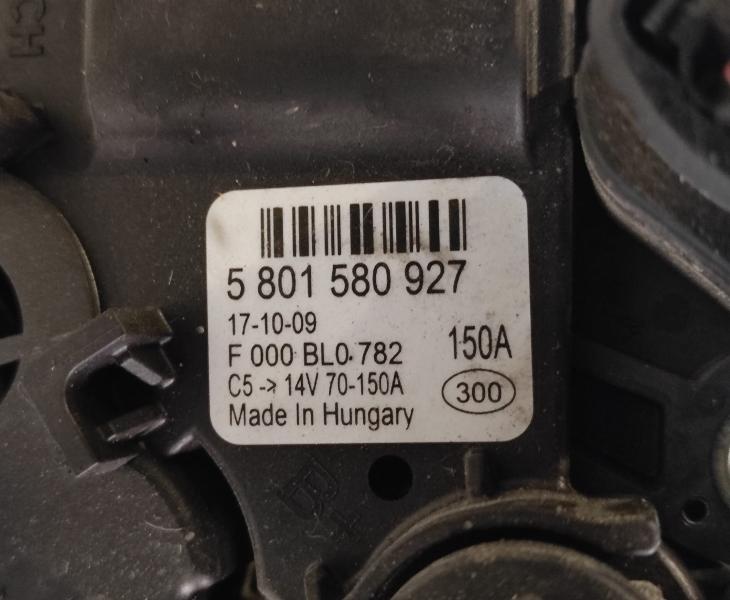 CH
5 801 580 927
17-10-09
F 000 BL0 782
150A
C5 -> 14V 70-150A
300
Made In Hungary